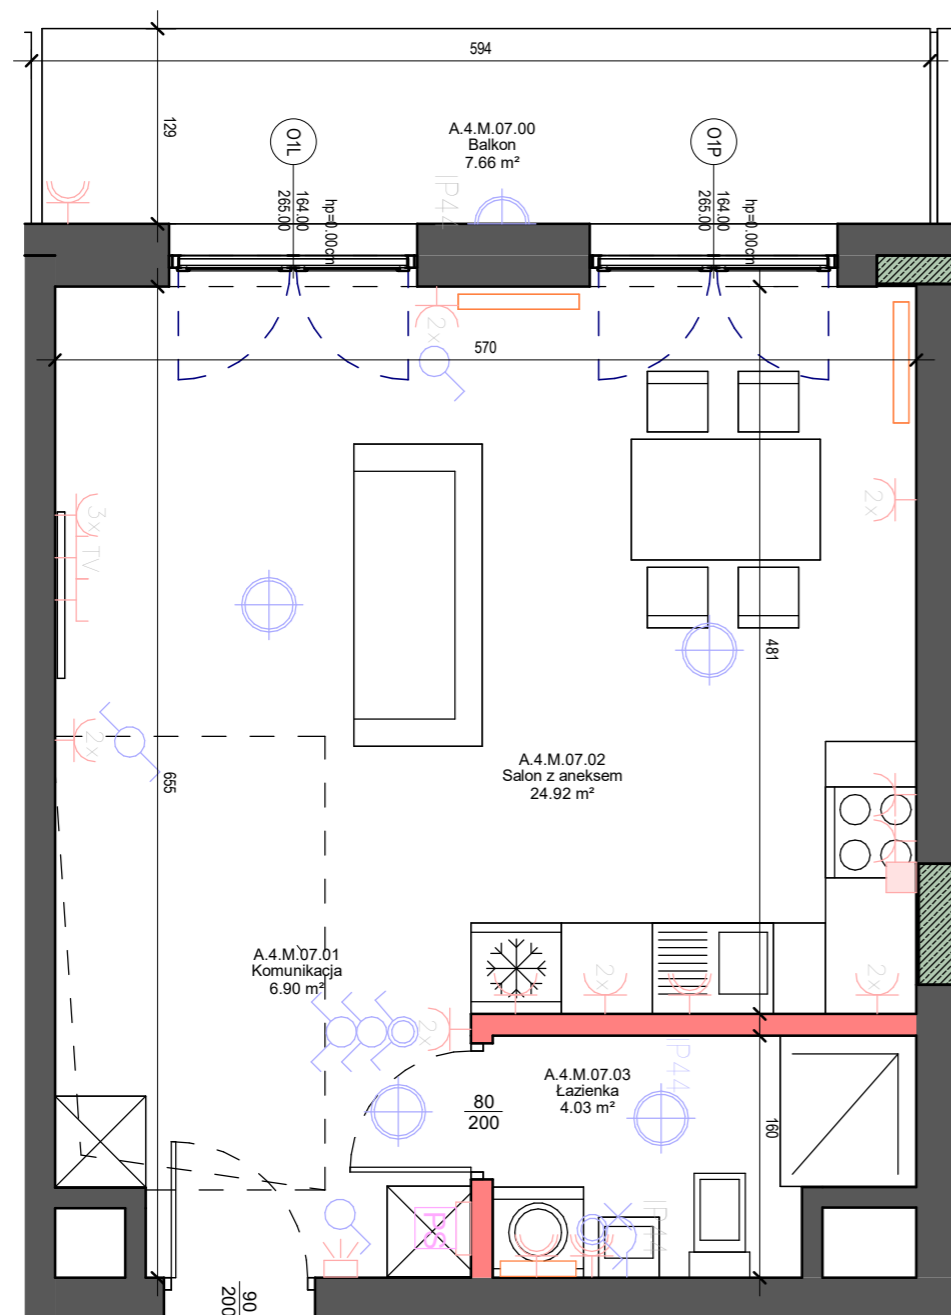 594
129
O1L
164.00
265.00
hp=0.00cm
A.4.M.07.00
Balkon
7.66 m²
IP44
O1P
164.00
265.00
hp=0.00cm
2x
570
3x
TV
2x
481
2x
655
A.4.M.07.02
Salon z aneksem
24.92 m²
A.4.M.07.01
Komunikacja
6.90 m²
2x
2x
2x
A.4.M.07.03
Łazienka
4.03 m²
IP44
80
200
160
IP44
RS
90
200